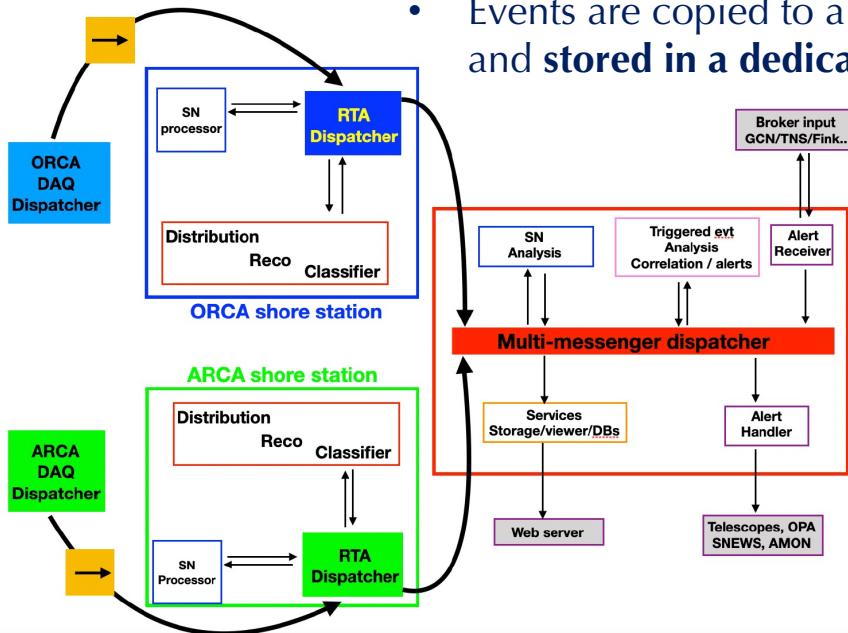 • Events are copied to a
and stored in a dedica
ORCA
DAQ
Dispatcher
SN
processor
RTA
Dispatcher
Distribution
Reco
Classifier
ORCA shore station
ARCA shore station
Distribution
Reco
Classifier
ARCA
DAQ
Dispatcher
SN
Processor
RTA
Dispatcher
Broker input
GCN/TNS/Fink..
SN
Analysis
Triggered evt
Analysis
Correlation / alerts
Alert
Receiver
Multi-messenger dispatcher
Services
Storage/viewer/DBs
Alert
Handler
Web server
Telescopes, OPA
SNEWS, AMON